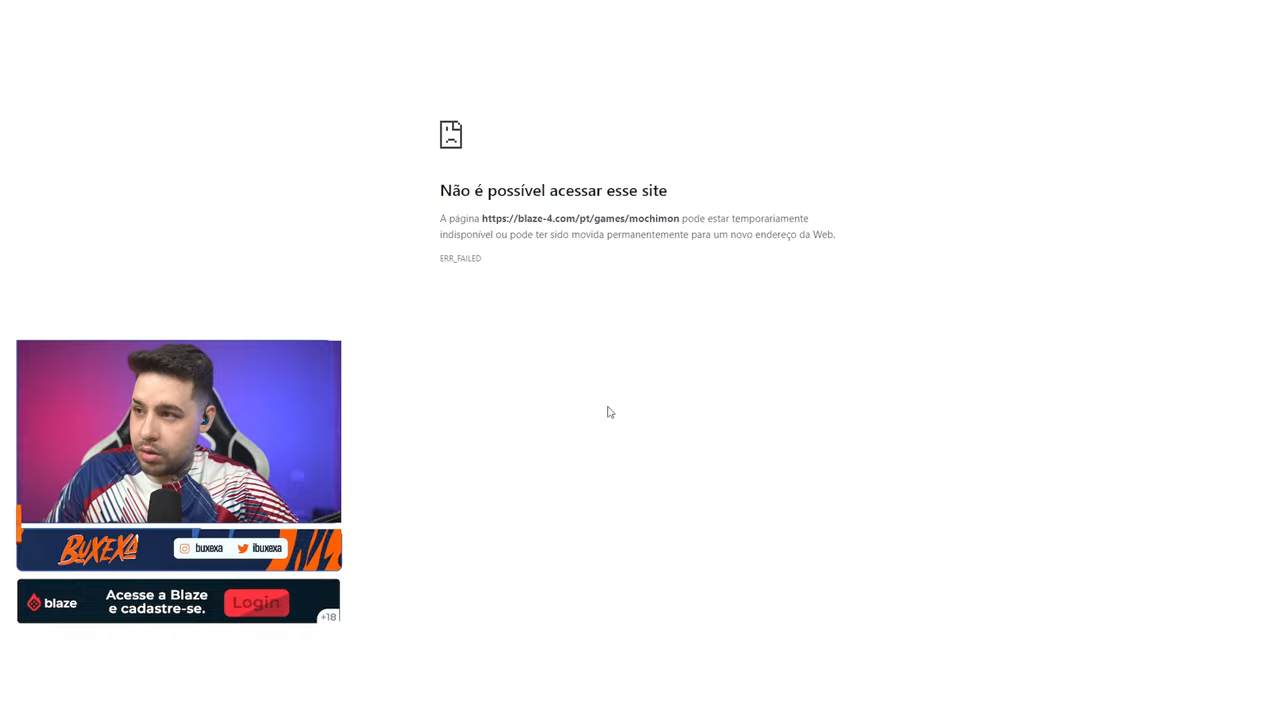 Não é possível acessar esse site
A página https://blaze-4.com/pt/games/mochimon pode estar temporariamente
indisponível ou pode ter sido movida permanentemente para um novo endereço da Web.
ERR_FAILED
BUXEXA
buxexa
ibuxexa
blaze
Acesse a Blaze
e cadastre-se.
Login
+18